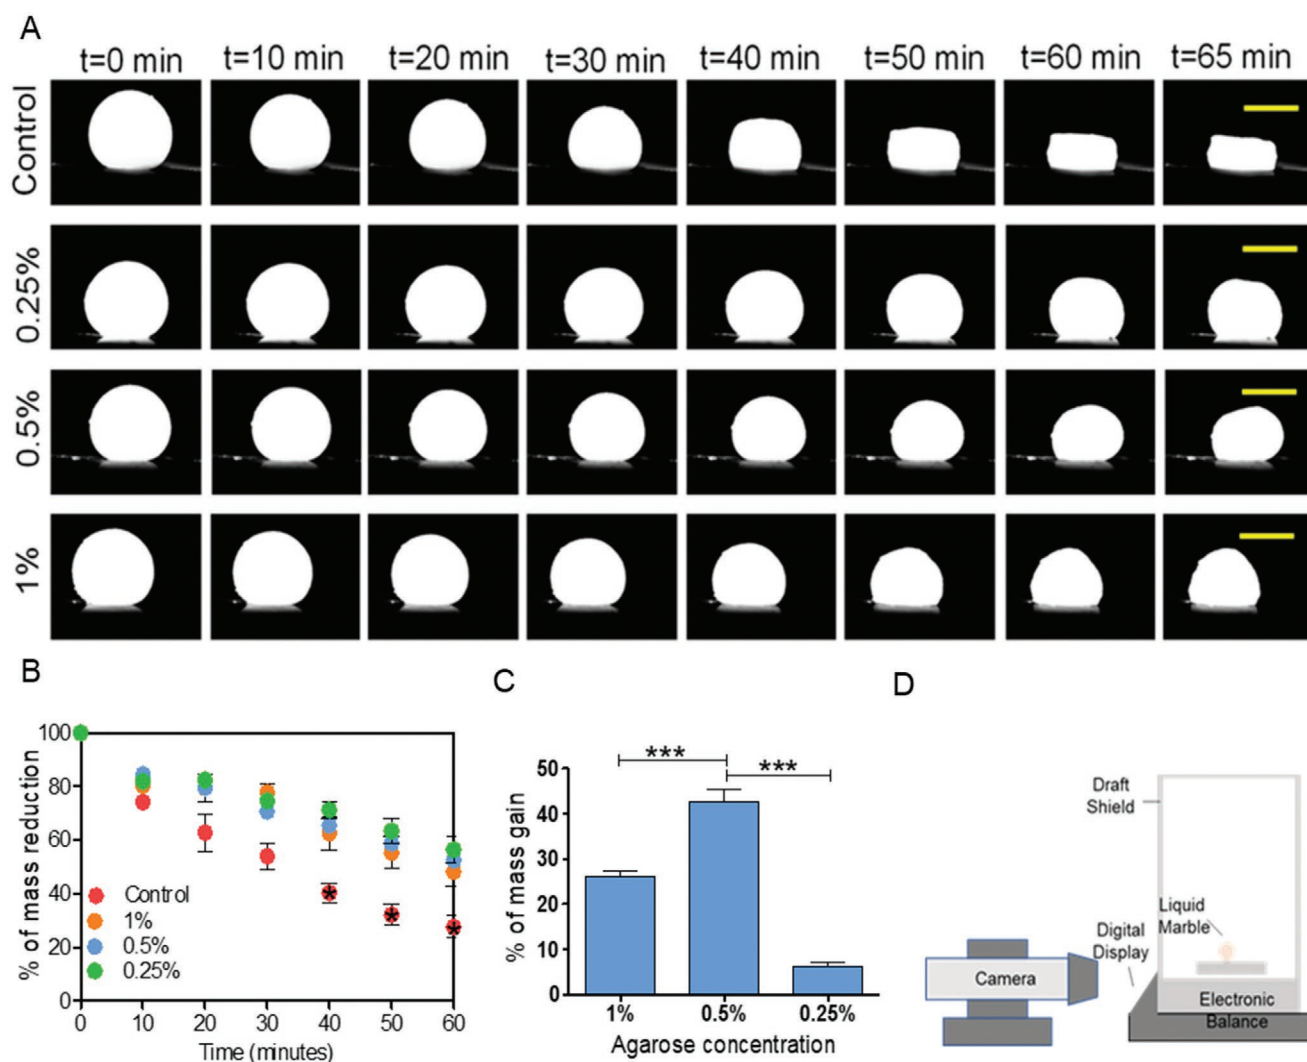 A
t=0 min t=10 min t=20 min t=30 min t=40 min t=50 min t=60 min t=65 min
Control
0.25%
0.5%
1%
B
% of mass reduction
100
80
60
40
20
0
Control
1%
0.5%
0.25%
0 10 20 30 40 50 60
Time (minutes)
C
% of mass gain
50
40
30
20
10
0
***
***
1% 0.5% 0.25%
Agarose concentration
D
Draft
Shield
Liquid
Marble
Digital
Display
Camera
Electronic
Balance